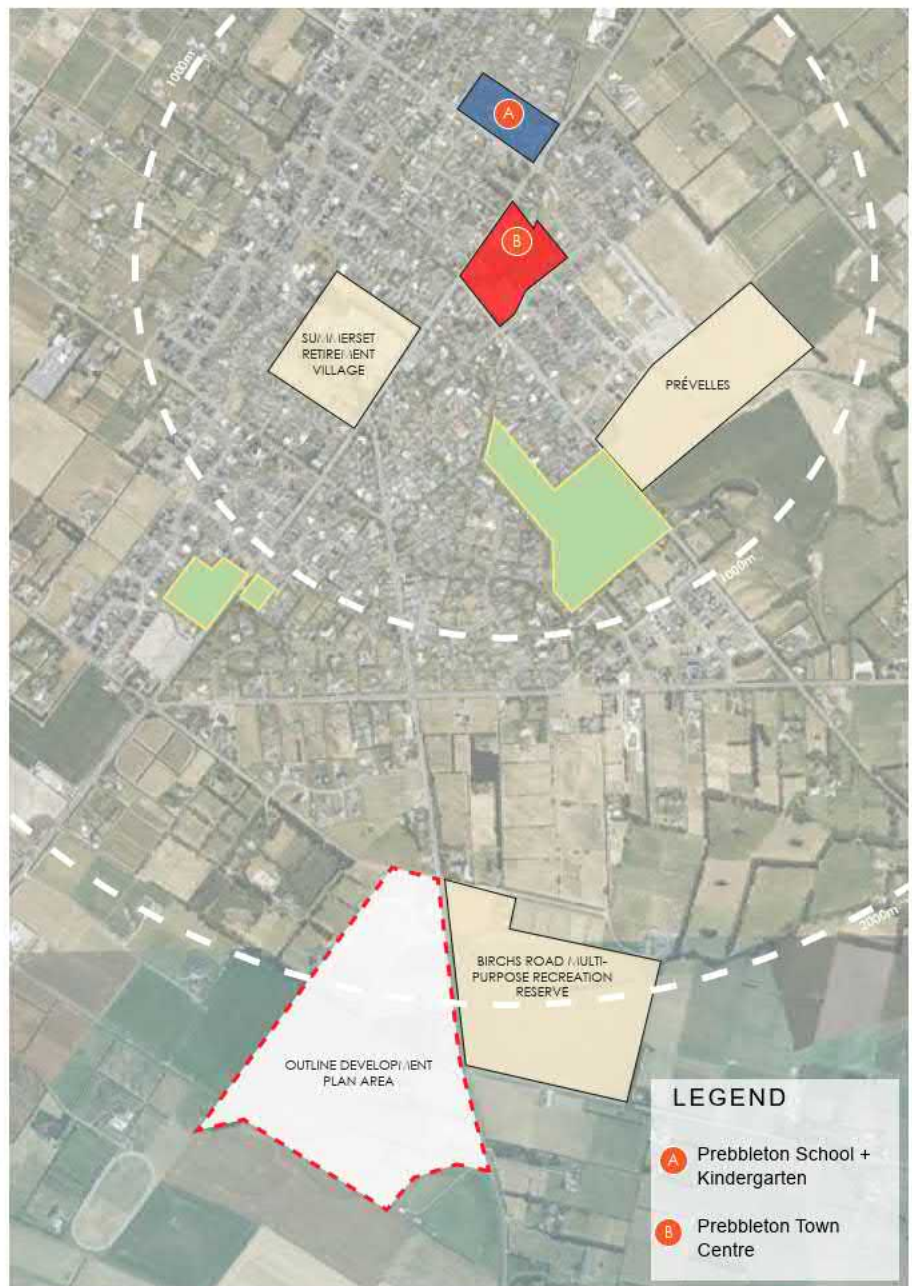 1000m
A
B
SUMMERSET
RETIREMENT
VILLAGE
PRÉVELLES
1000m
2000m
BIRCHS ROAD MULTI-
PURPOSE RECREATION
RESERVE
OUTLINE DEVELOPMENT
PLAN AREA
LEGEND
A Prebbleton School +
Kindergarten
B Prebbleton Town
Centre